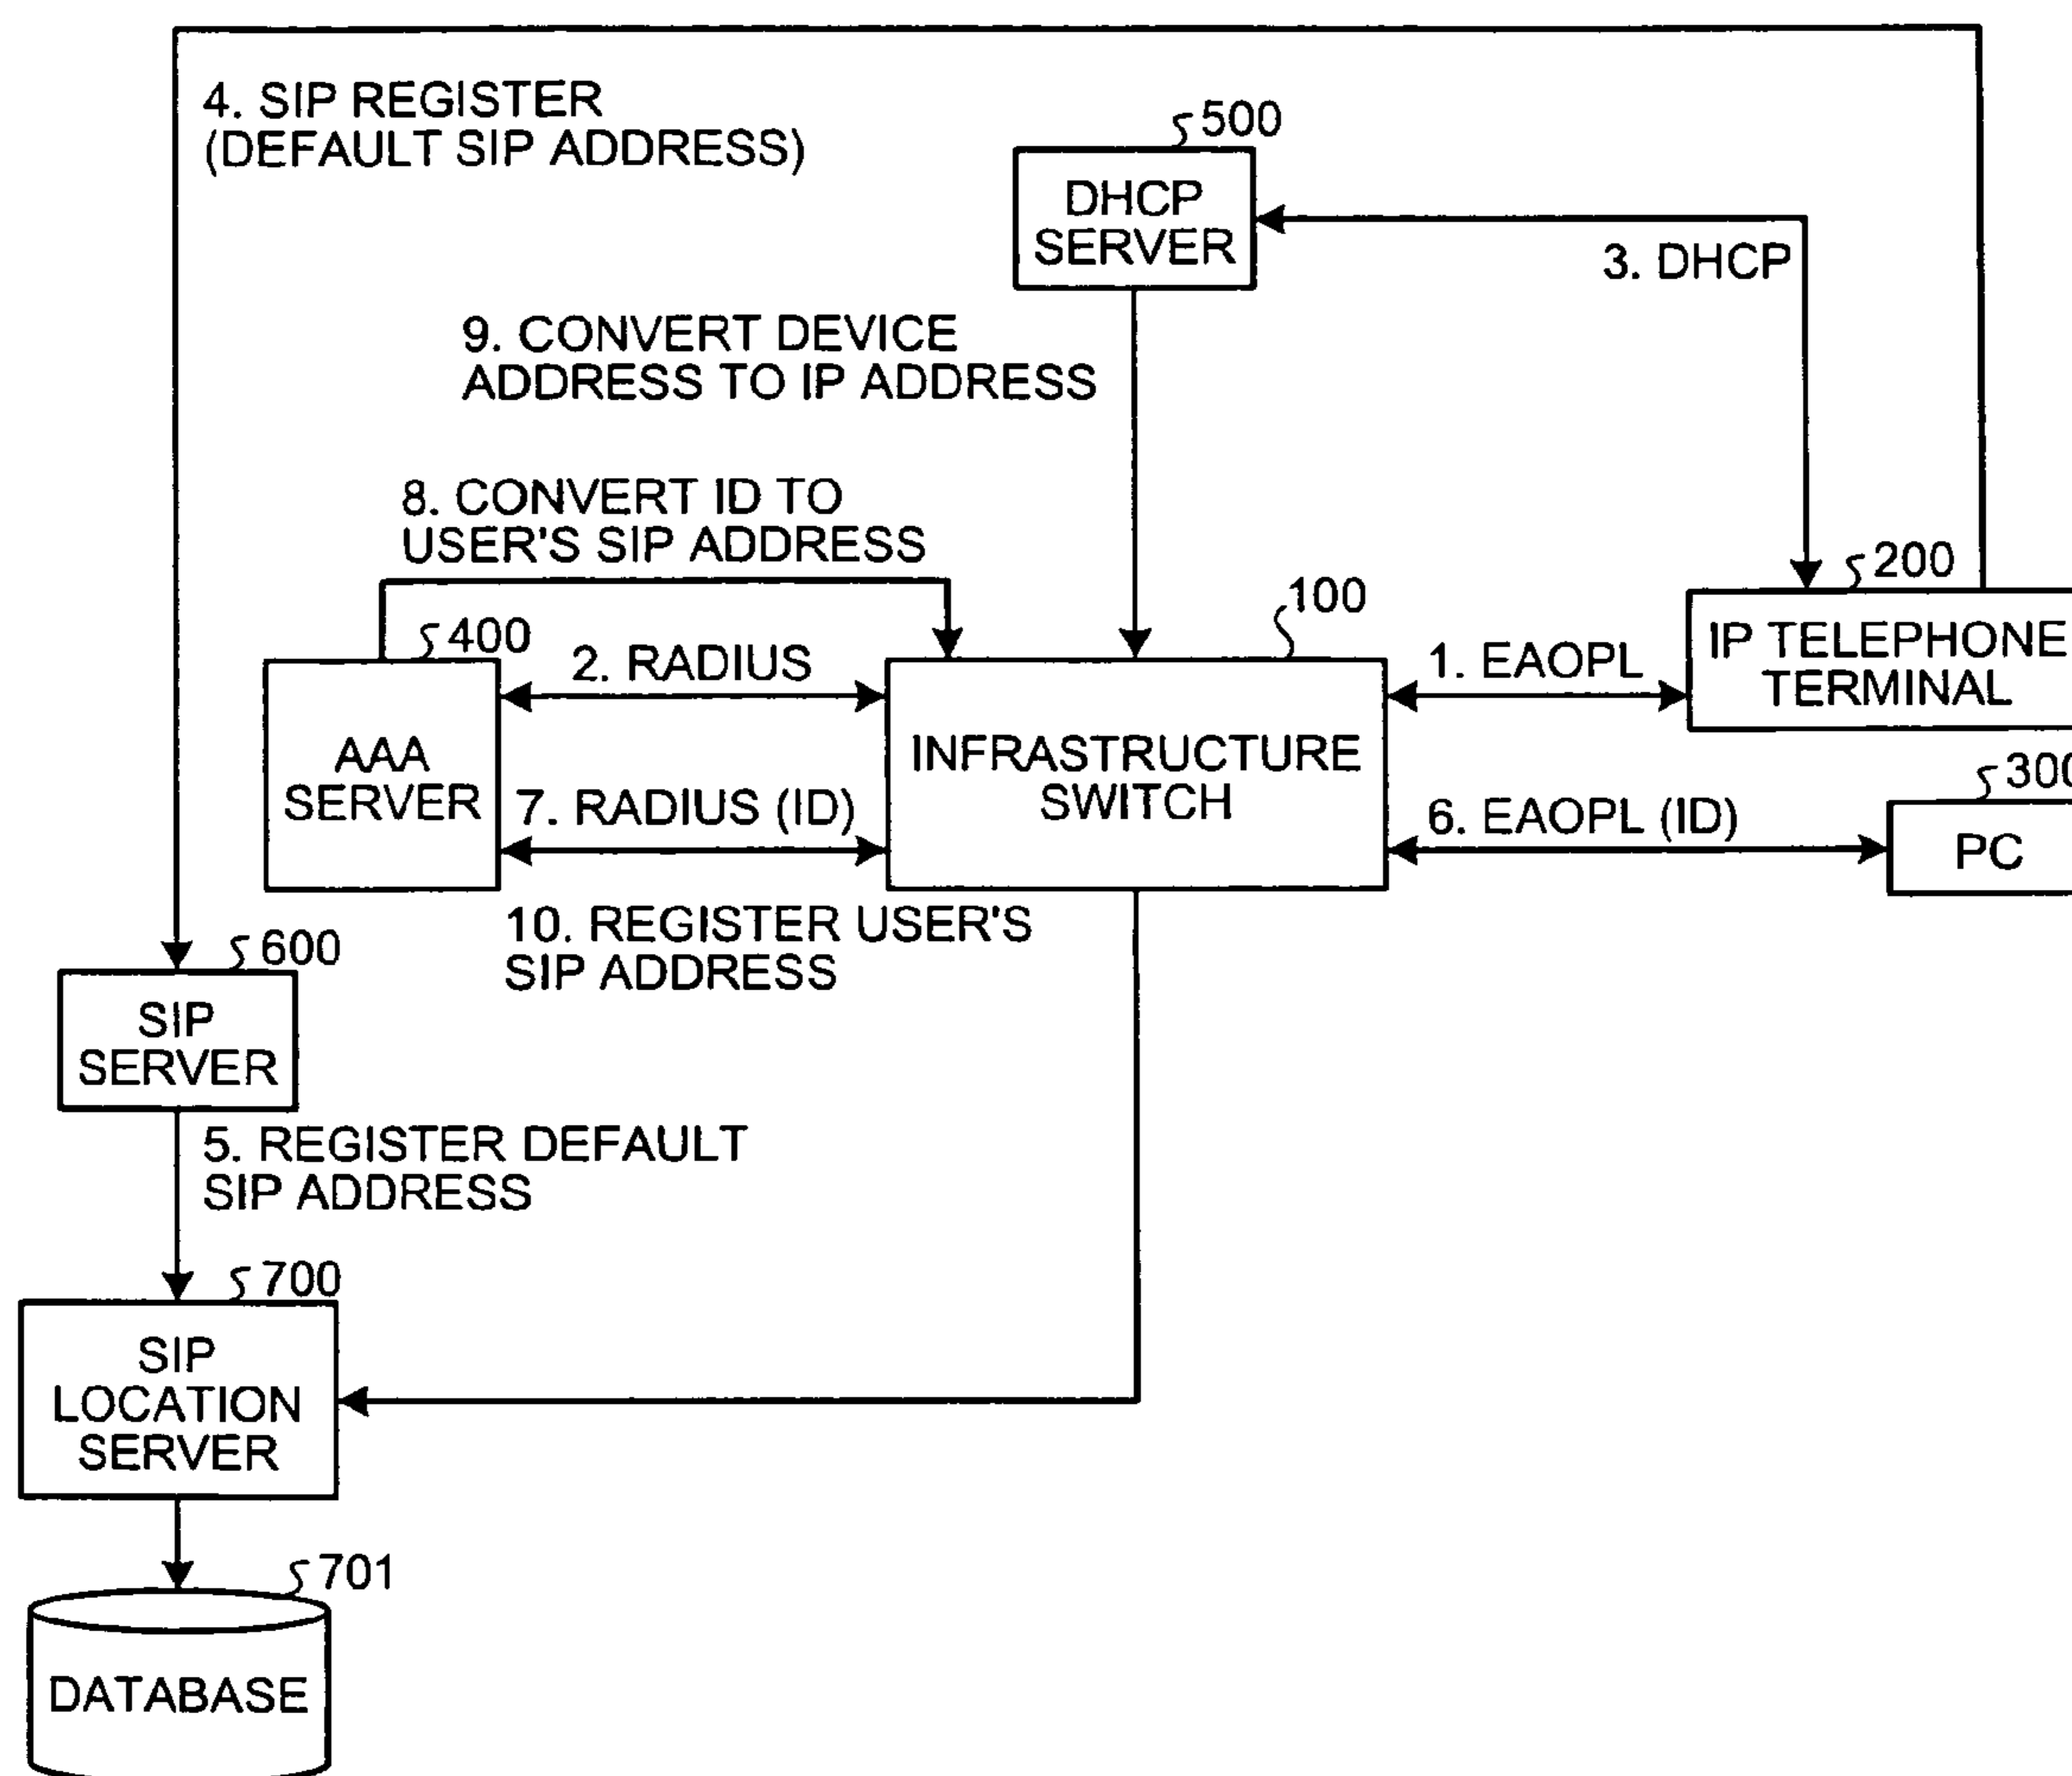 4. SIP REGISTER
(DEFAULT SIP ADDRESS)
500
DHCP
SERVER
3. DHCP
9. CONVERT DEVICE
ADDRESS TO IP ADDRESS
8. CONVERT ID TO
USER'S SIP ADDRESS
200
IP TELEPHONE
TERMINAL
100
400
2. RADIUS
1. EAOPL
AAA
SERVER
INFRASTRUCTURE
SWITCH
300
7. RADIUS (ID)
6. EAOPL (ID)
PC
10. REGISTER USER'S
SIP ADDRESS
600
SIP
SERVER
5. REGISTER DEFAULT
SIP ADDRESS
700
SIP
LOCATION
SERVER
701
DATABASE